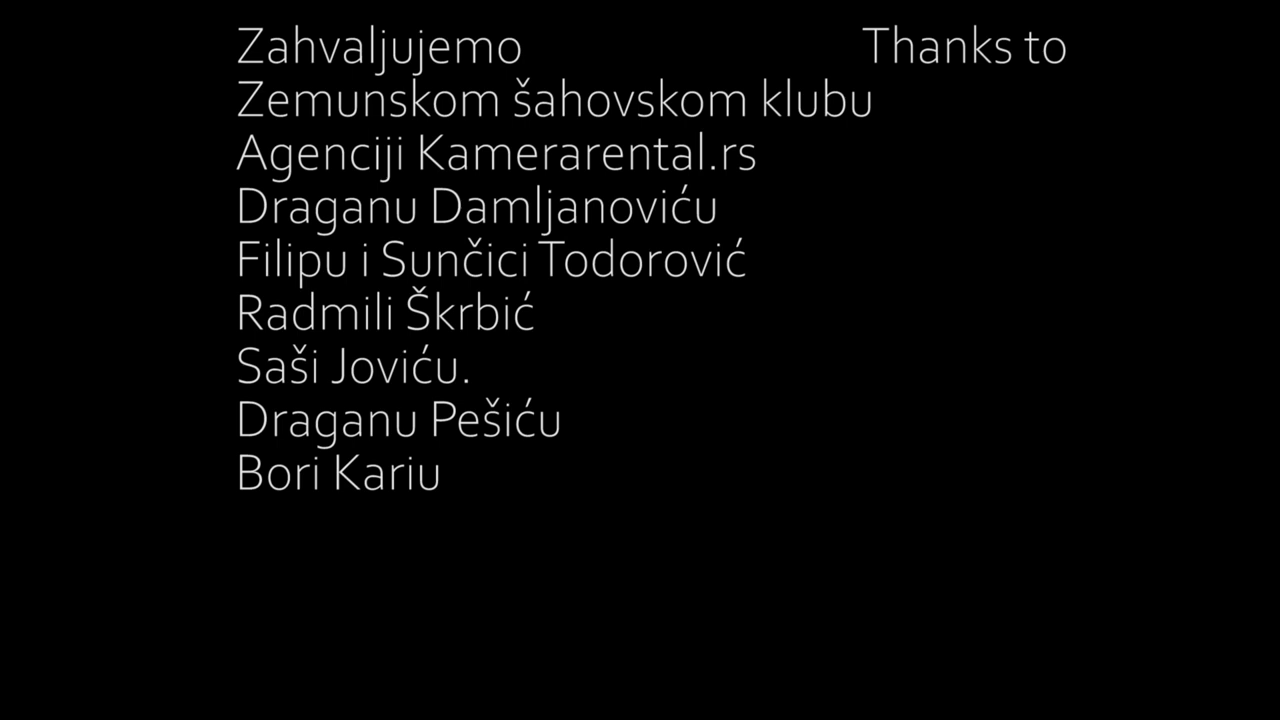 Zahvaljujemo Thanks to
Zemunskom šahovskom klubu
Agenciji Kamerarental.rs
Draganu Damljanoviću
Filipu i Sunčici Todorović
Radmili Škrbić
Saši Joviću.
Draganu Pešiću
Bori Kariu